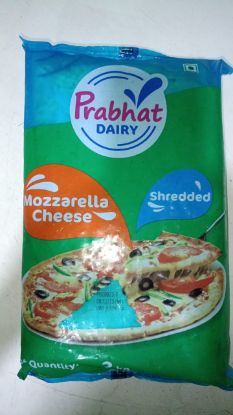 Prabhat
DAIRY
Mozzarella
Cheese
Shredded
Quantity: